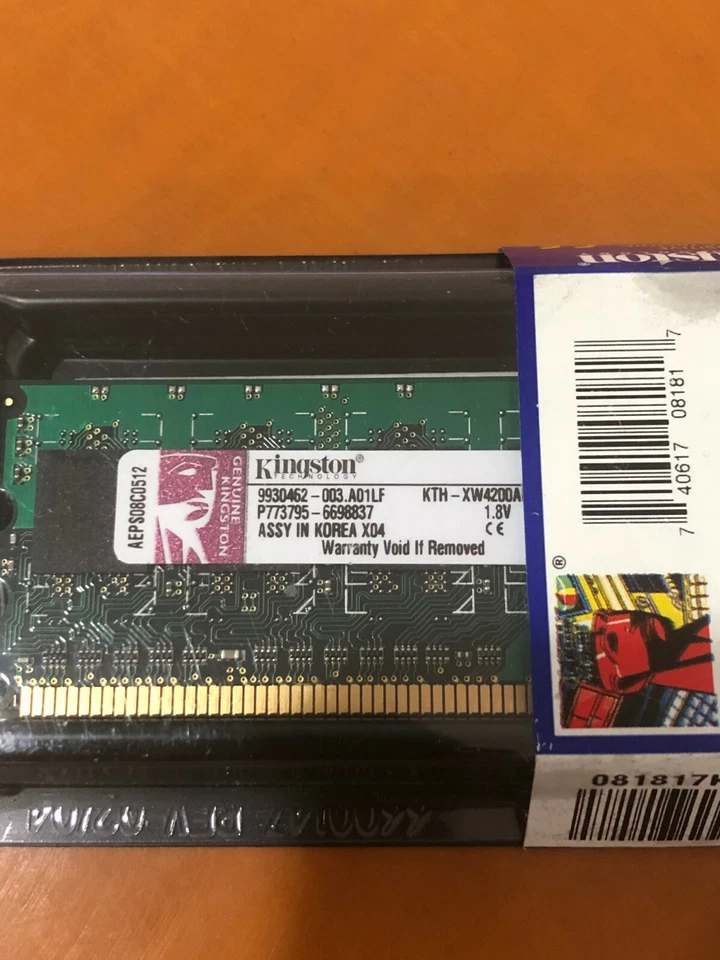 ngston®
7 40617 08181 7
AEPS08C0512
GENUINE
KINGSTON
Kingston®
TECHNOLOGY
9930462-003.A01LF KTH-XW4200A
P773795-6698837 1.8V
ASSY IN KOREA X04 CE
Warranty Void If Removed
®
081817